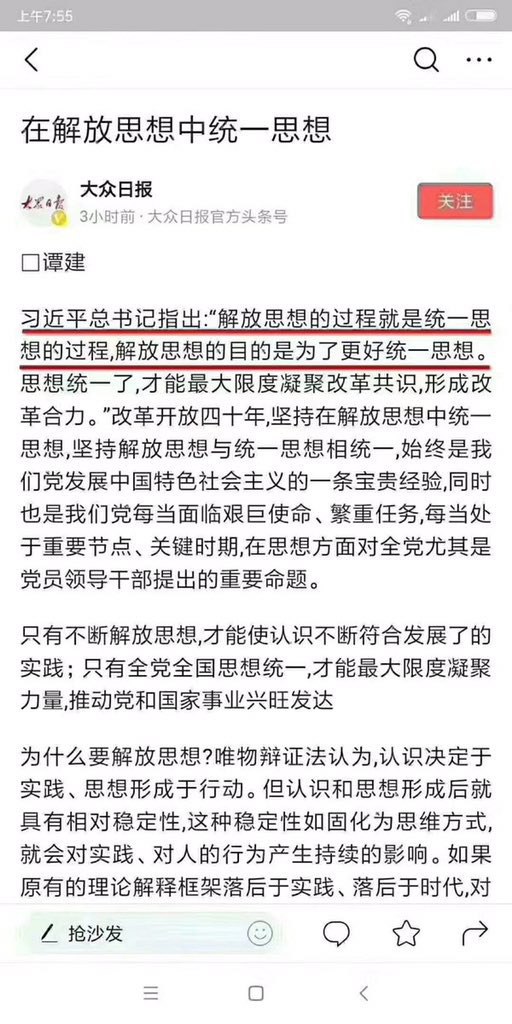 上午7:55
在解放思想中统一思想
大众日报
大众日报
3小时前·大众日报官方头条号
关注
□谭建
习近平总书记指出:“解放思想的过程就是统一思
想的过程,解放思想的目的是为了更好统一思想。
思想统一了,才能最大限度凝聚改革共识,形成改
革合力。”改革开放四十年,坚持在解放思想中统一
思想,坚持解放思想与统一思想相统一,始终是我
们党发展中国特色社会主义的一条宝贵经验,同时
也是我们党每当面临艰巨使命、繁重任务,每当处
于重要节点、关键时期,在思想方面对全党尤其是
党员领导干部提出的重要命题。
只有不断解放思想,才能使认识不断符合发展了的
实践；只有全党全国思想统一,才能最大限度凝聚
力量,推动党和国家事业兴旺发达
为什么要解放思想?唯物辩证法认为,认识决定于
实践、思想形成于行动。但认识和思想形成后就
具有相对稳定性,这种稳定性如固化为思维方式,
就会对实践、对人的行为产生持续的影响。如果
原有的理论解释框架落后于实践、落后于时代,对
抢沙发